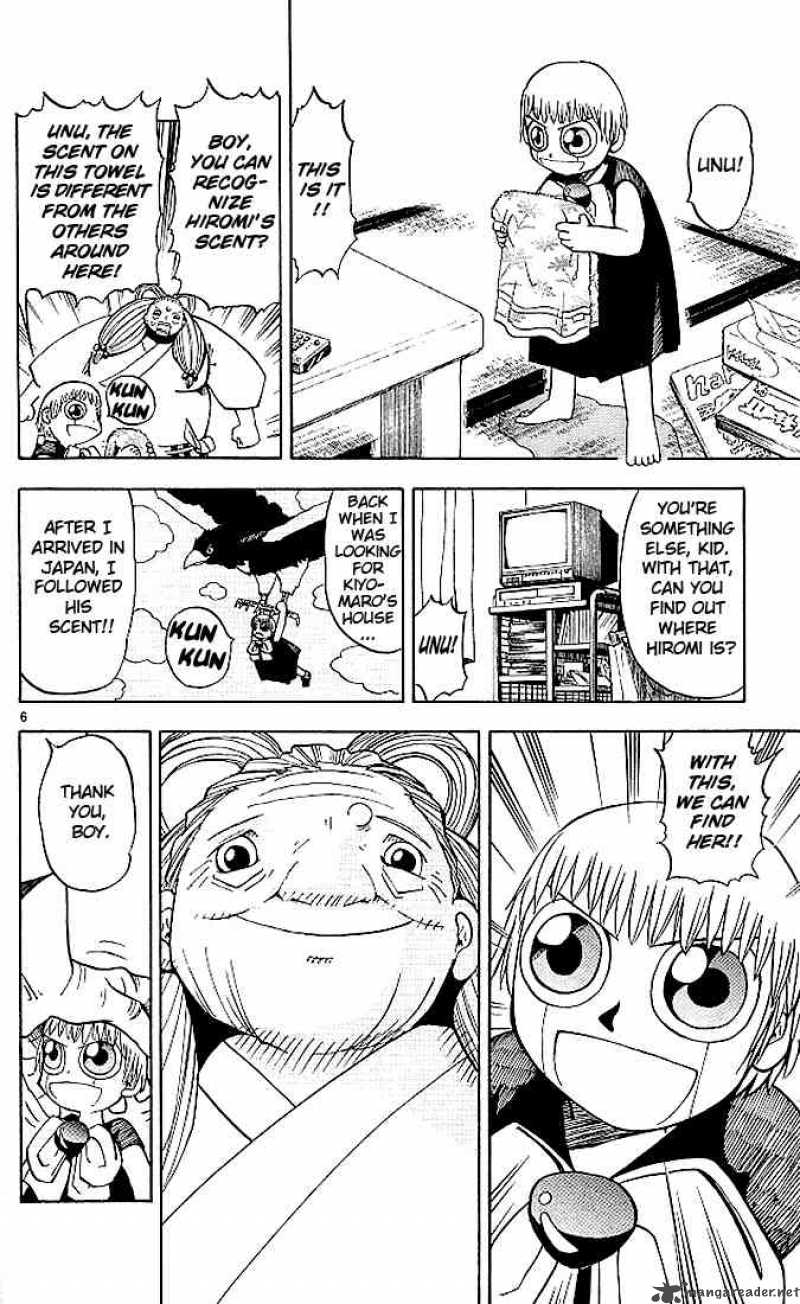 UNU!
THIS
IS IT
!!
BOY,
YOU CAN
RECOG-
NIZE
HIROMI'S
SCENT?
UNU, THE
SCENT ON
THIS TOWEL
IS DIFFERENT
FROM THE
OTHERS
AROUND
HERE!
KUN
KUN
YOU'RE
SOMETHING
ELSE, KID.
WITH THAT,
CAN YOU
FIND OUT
WHERE
HIROMI IS?
UNU!
BACK
WHEN I
WAS
LOOKING
FOR
KIYO-
MARO'S
HOUSE
...
KUN
KUN
AFTER I
ARRIVED IN
JAPAN, I
FOLLOWED
HIS
SCENT!!
6
WITH
THIS,
WE CAN
FIND
HER!!
THANK
YOU,
BOY.
mangareader.net